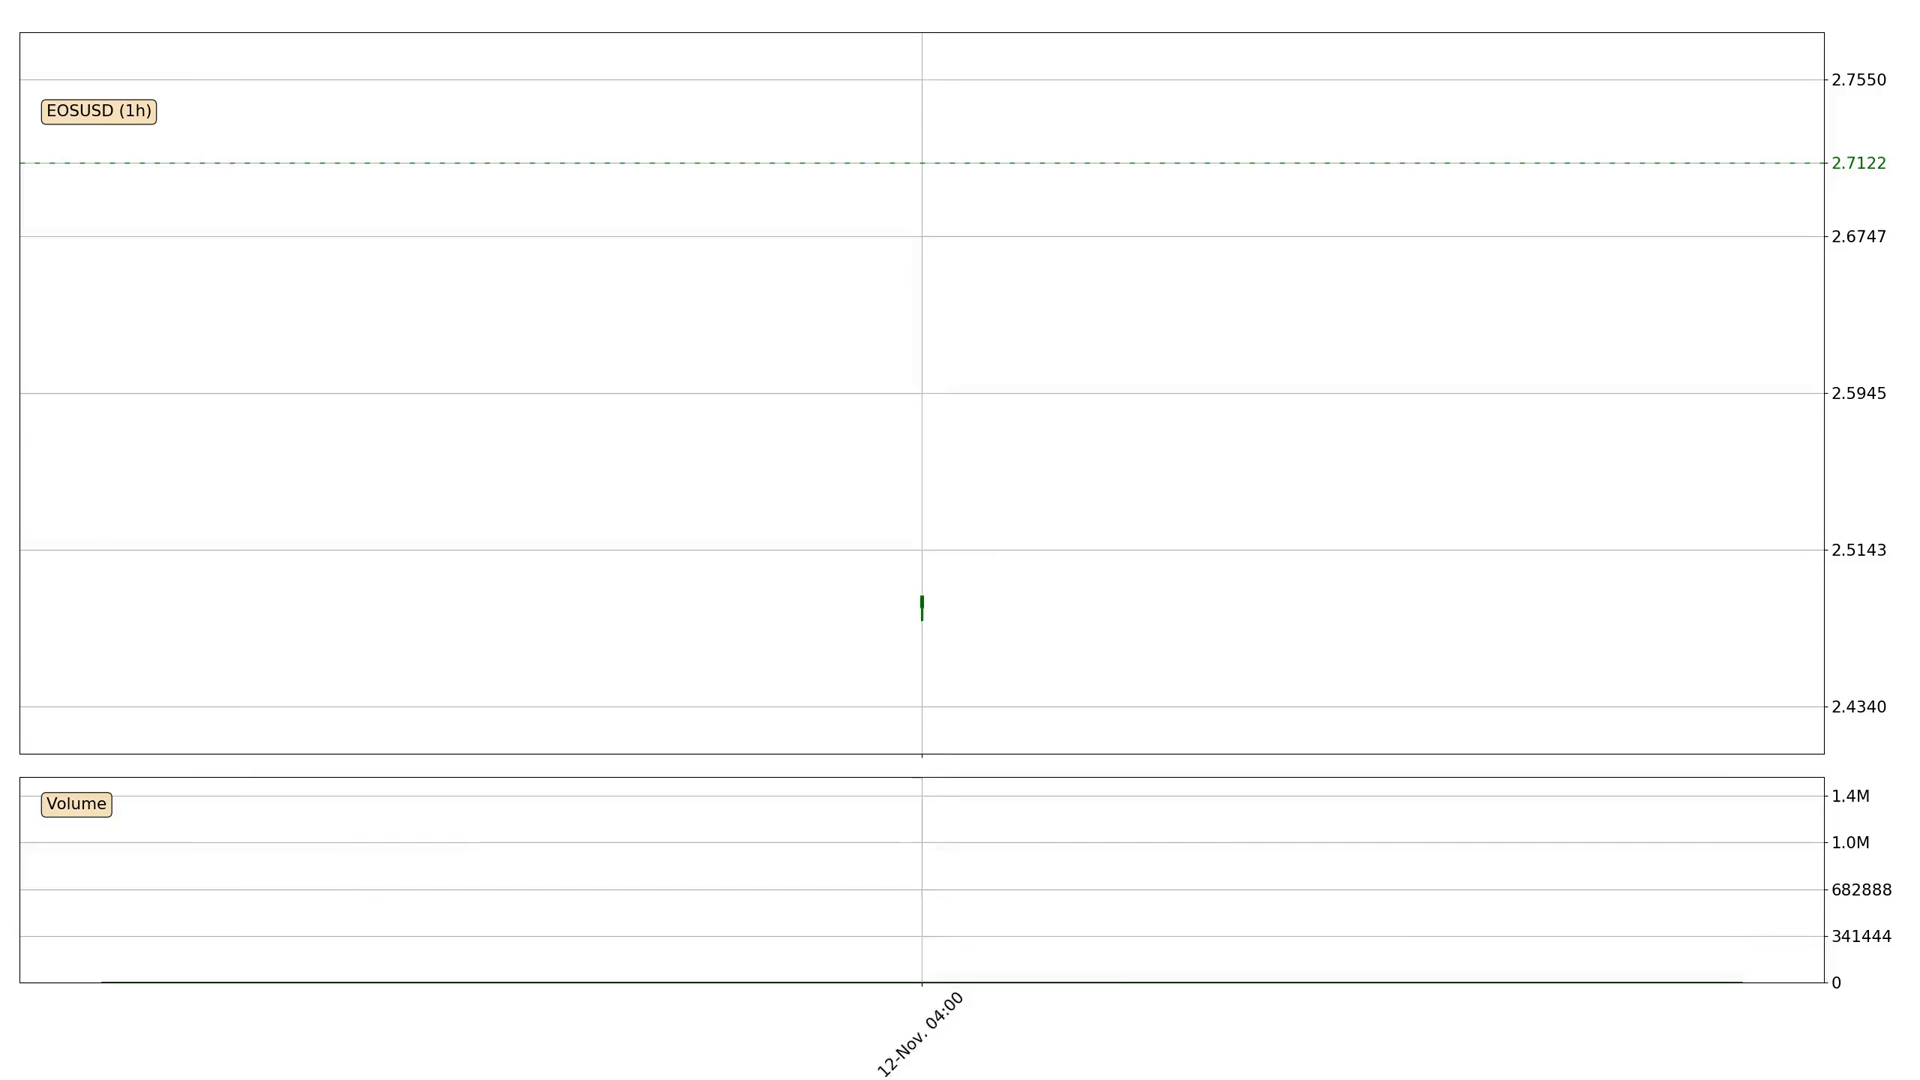 2.7550
EOSUSD (1h)
2.7122
2.6747
2.5945
2.5143
2.4340
Volume
1.4M
1.0M
682888
341444
0
12-Nov. 04:00